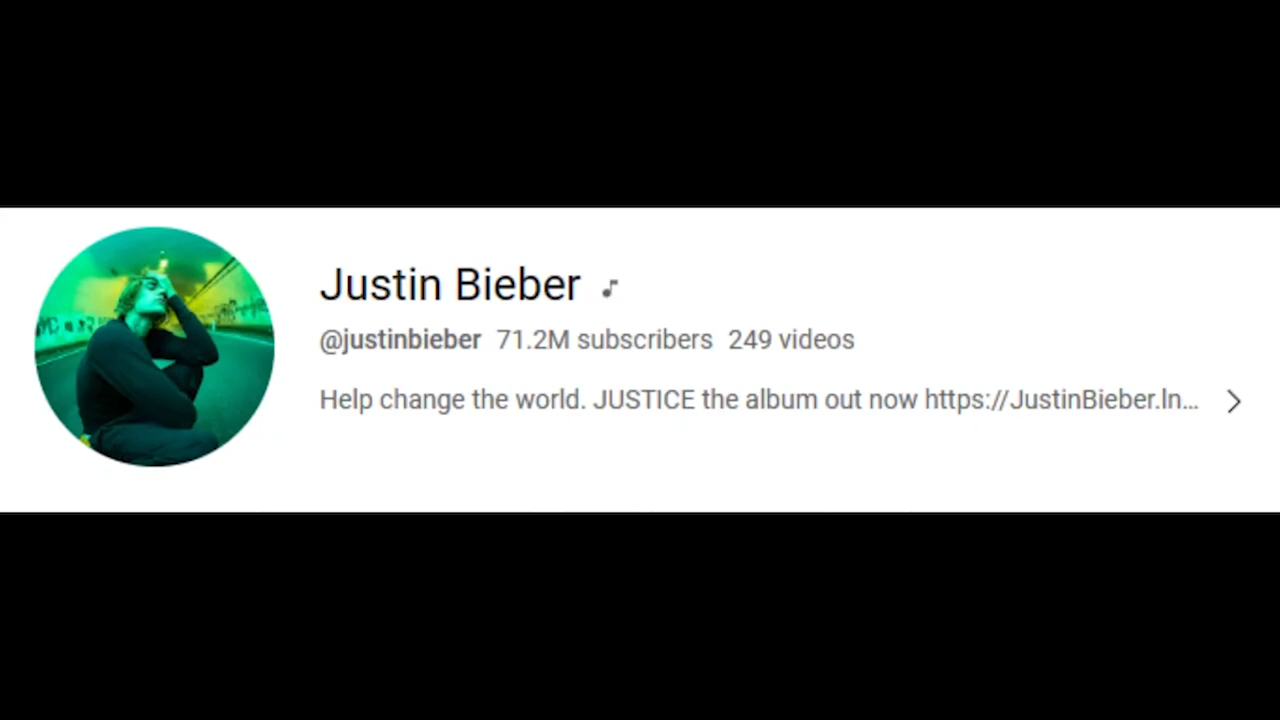 Justin Bieber
@justinbieber 71.2M subscribers 249 videos
Help change the world. JUSTICE the album out now https://JustinBieber.ln...